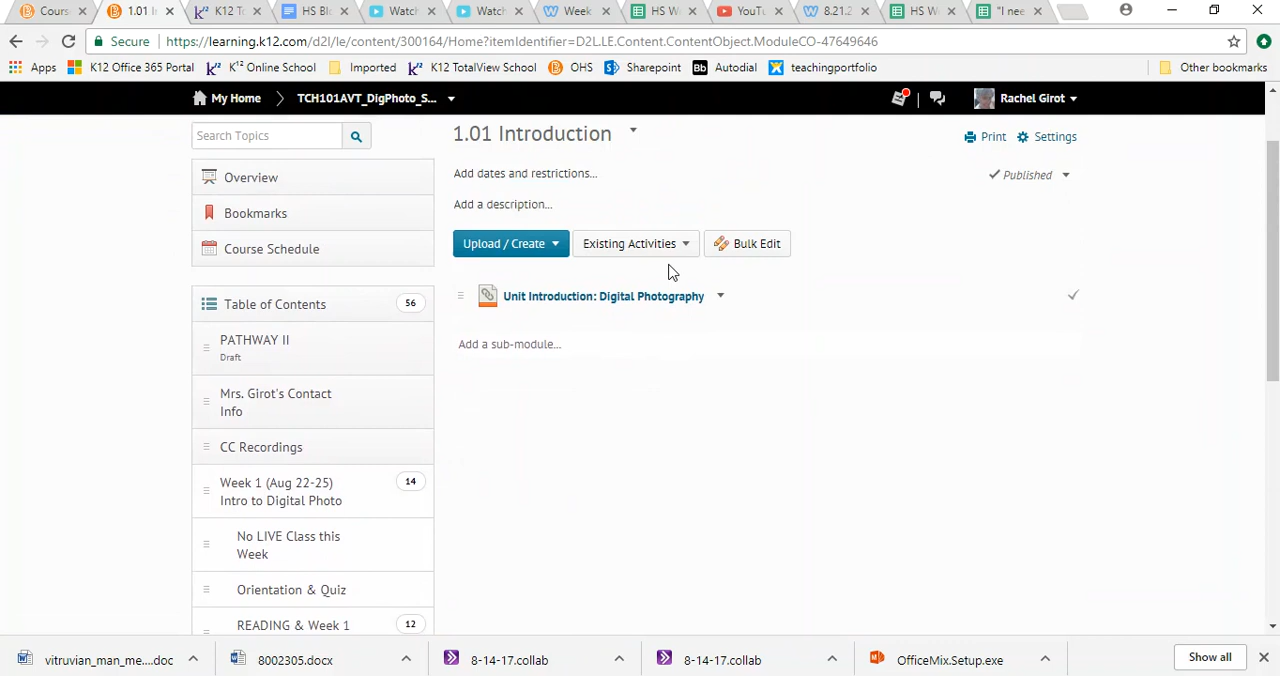 Cours
1.01 I
K12 To
HS Blo
Watch
Watch
Week
HS W
YouTu
8.21.2
HS W
"I nee
Secure
https://learning.k12.com/d2l/le/content/300164/Home?itemIdentifier=D2L.LE.Content.ContentObject.ModuleCO-47649646
Apps
K12 Office 365 Portal
K¹² Online School
Imported
K12 TotalView School
OHS
Sharepoint
Bb Autodial
teachingportfolio
Other bookmarks
My Home
TCH101AVT_DigPhoto_S...
Rachel Girot
Search Topics
Overview
Bookmarks
Course Schedule
Table of Contents 56
PATHWAY II
Draft
Mrs. Girot's Contact
Info
CC Recordings
Week 1 (Aug 22-25) 14
Intro to Digital Photo
No LIVE Class this
Week
Orientation & Quiz
READING & Week 1 12
1.01 Introduction
Print
Settings
Add dates and restrictions...
Published
Add a description...
Upload / Create
Existing Activities
Bulk Edit
Unit Introduction: Digital Photography
Add a sub-module...
vitruvian_man_me....doc
8002305.docx
8-14-17.collab
8-14-17.collab
OfficeMix.Setup.exe
Show all